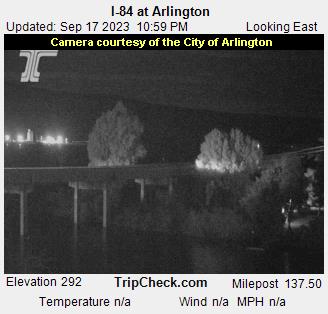 I-84 at Arlington
Updated: Sep 17 2023 10:59 PM Looking East
Camera courtesy of the City of Arlington
Elevation 292 TripCheck.com Milepost 137.50
Temperature n/a Wind n/a MPH n/a